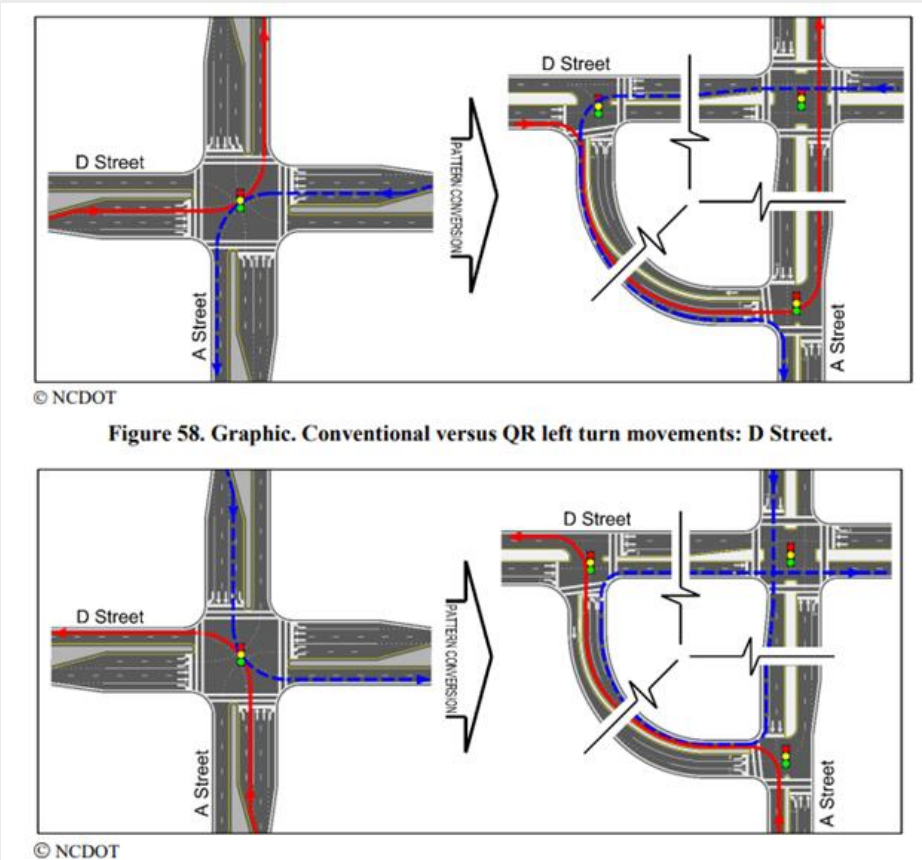 D Street
D Street
PATTERN CONVERSION
A Street
A Street
© NCDOT
Figure 58. Graphic. Conventional versus QR left turn movements: D Street.
D Street
D Street
PATTERN CONVERSION
A Street
A Street
© NCDOT